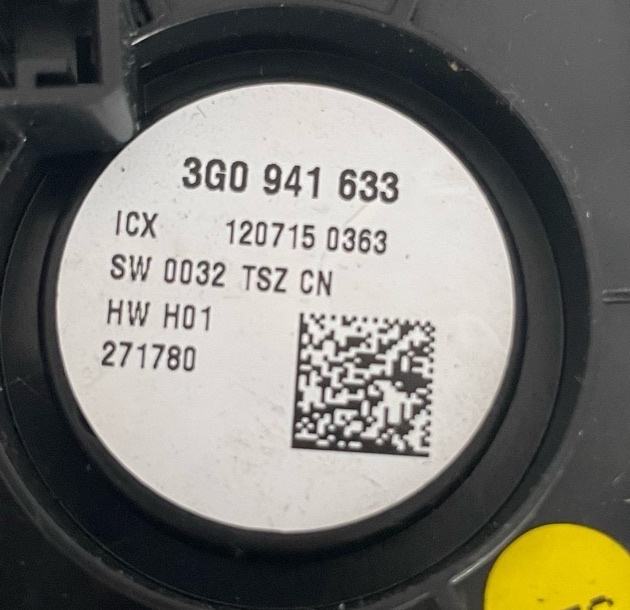 3G0 941 633
ICX 120715 0363
SW 0032 TSZ CN
HW H01
271780